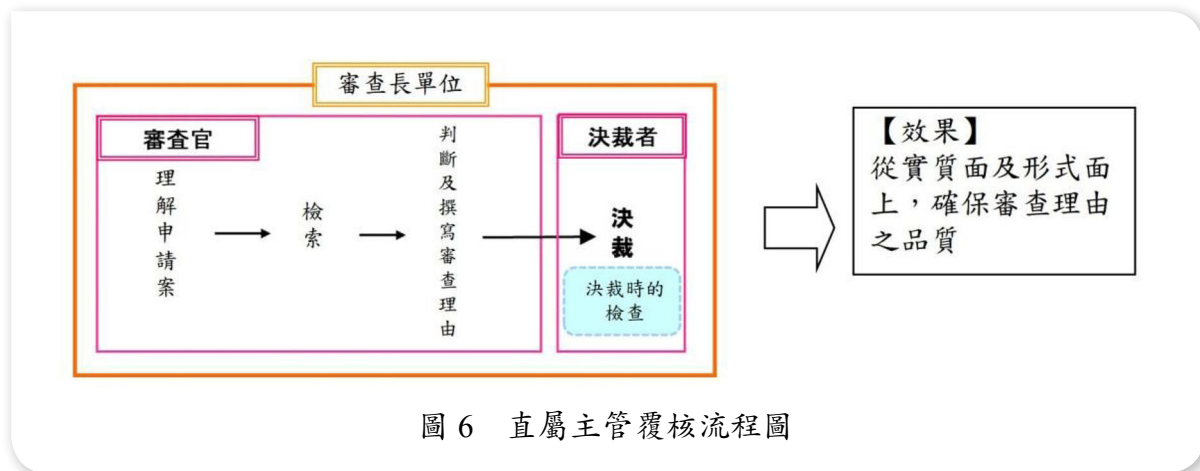 審查長單位
審查官
理解申請案
檢索
判斷及撰寫審查理由
決裁者
決裁
決裁時的
檢查
【效果】
從實質面及形式面
上，確保審查理由
之品質
圖 6　直屬主管覆核流程圖